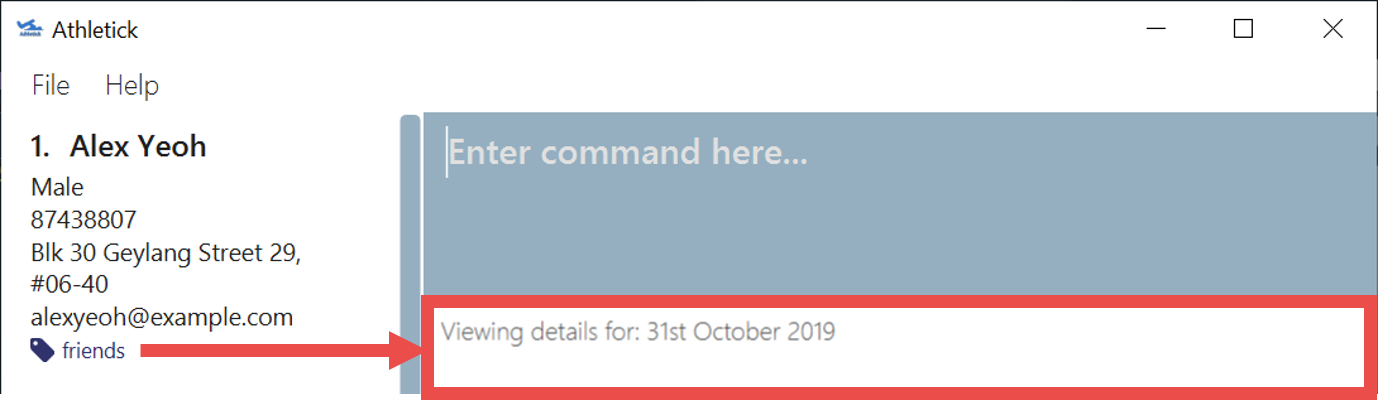 Athletick
File Help
1. Alex Yeoh
Male
87438807
Blk 30 Geylang Street 29,
#06-40
alexyeoh@example.com
friends
Enter command here...
Viewing details for: 31st October 2019